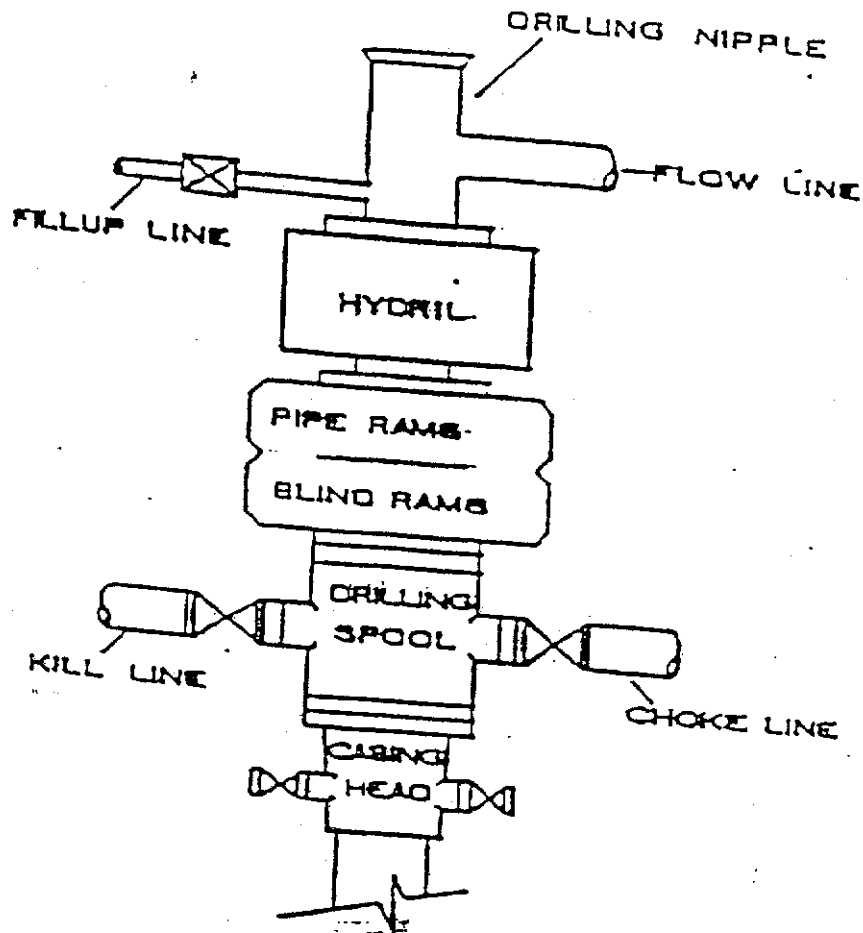 DRILLING NIPPLE
FLOW LINE
FILLUP LINE
HYDRIL
PIPE RAMS
BLIND RAMS
DRILLING
SPOOL
KILL LINE
CHOKE LINE
CASING
HEAD